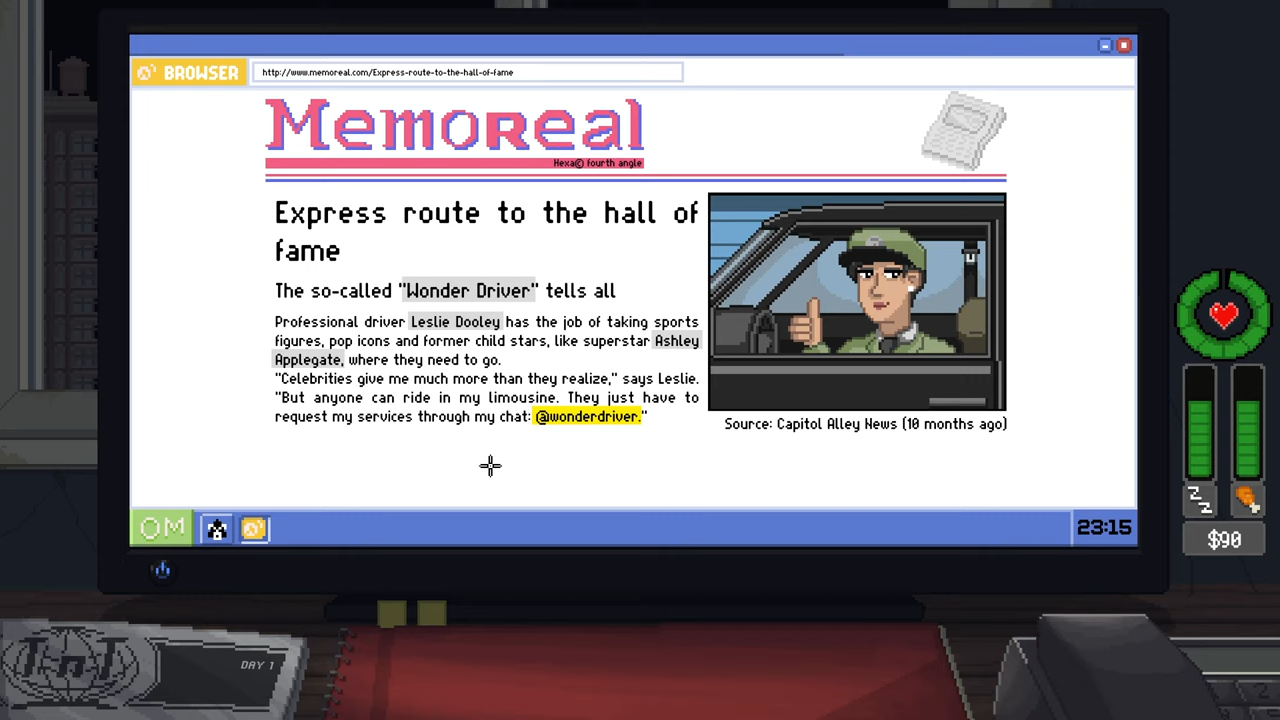 BROWSER
http://www.memoreal.com/Express-route-to-the-hall-of-fame
Memoreal
Hexa© fourth angle
Express route to the hall of
fame
The so-called "Wonder Driver" tells all
Professional driver Leslie Dooley has the job of taking sports
figures, pop icons and former child stars, like superstar Ashley
Applegate, where they need to go.
"Celebrities give me much more than they realize," says Leslie.
"But anyone can ride in my limousine. They just have to
request my services through my chat: @wonderdriver."
Source: Capitol Alley News (10 months ago)
OM
23:15
$90
TnT
DAY 1